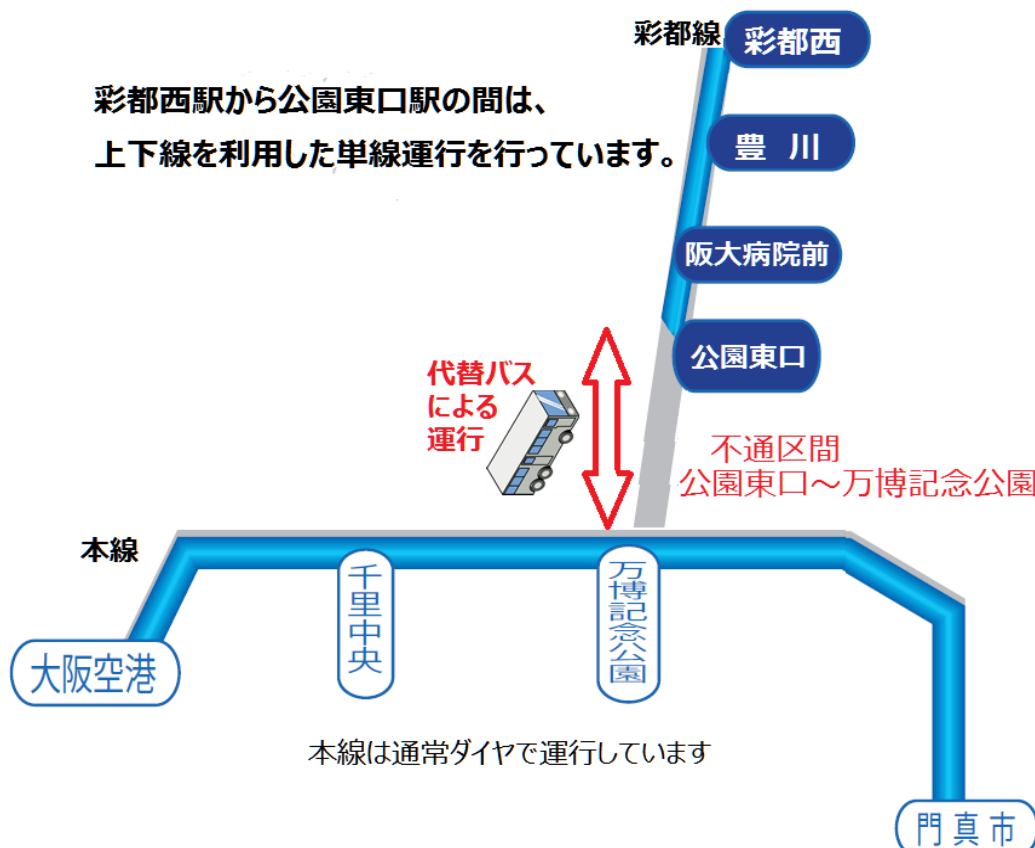 彩都線
彩都西
彩都西駅から公園東口駅の間は、
上下線を利用した単線運行を行っています。
豊川
阪大病院前
公園東口
代替バス
による
運行
不通区間
公園東口～万博記念公園
本線
千里中央
万博記念公園
大阪空港
本線は通常ダイヤで運行しています
門真市